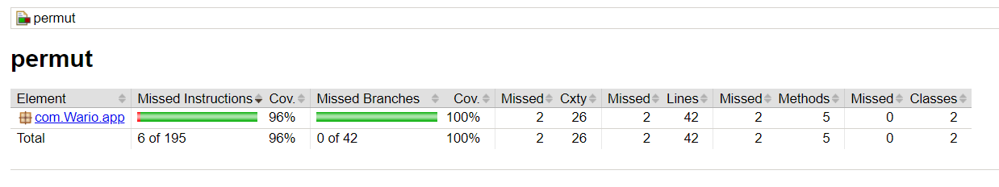 permut
permut
Element Missed Instructions Cov. Missed Branches Cov. Missed Cxty Missed Lines Missed Methods Missed Classes
com.Wario.app 96% 100% 2 26 2 42 2 5 0 2
Total 6 of 195 96% 0 of 42 100% 2 26 2 42 2 5 0 2